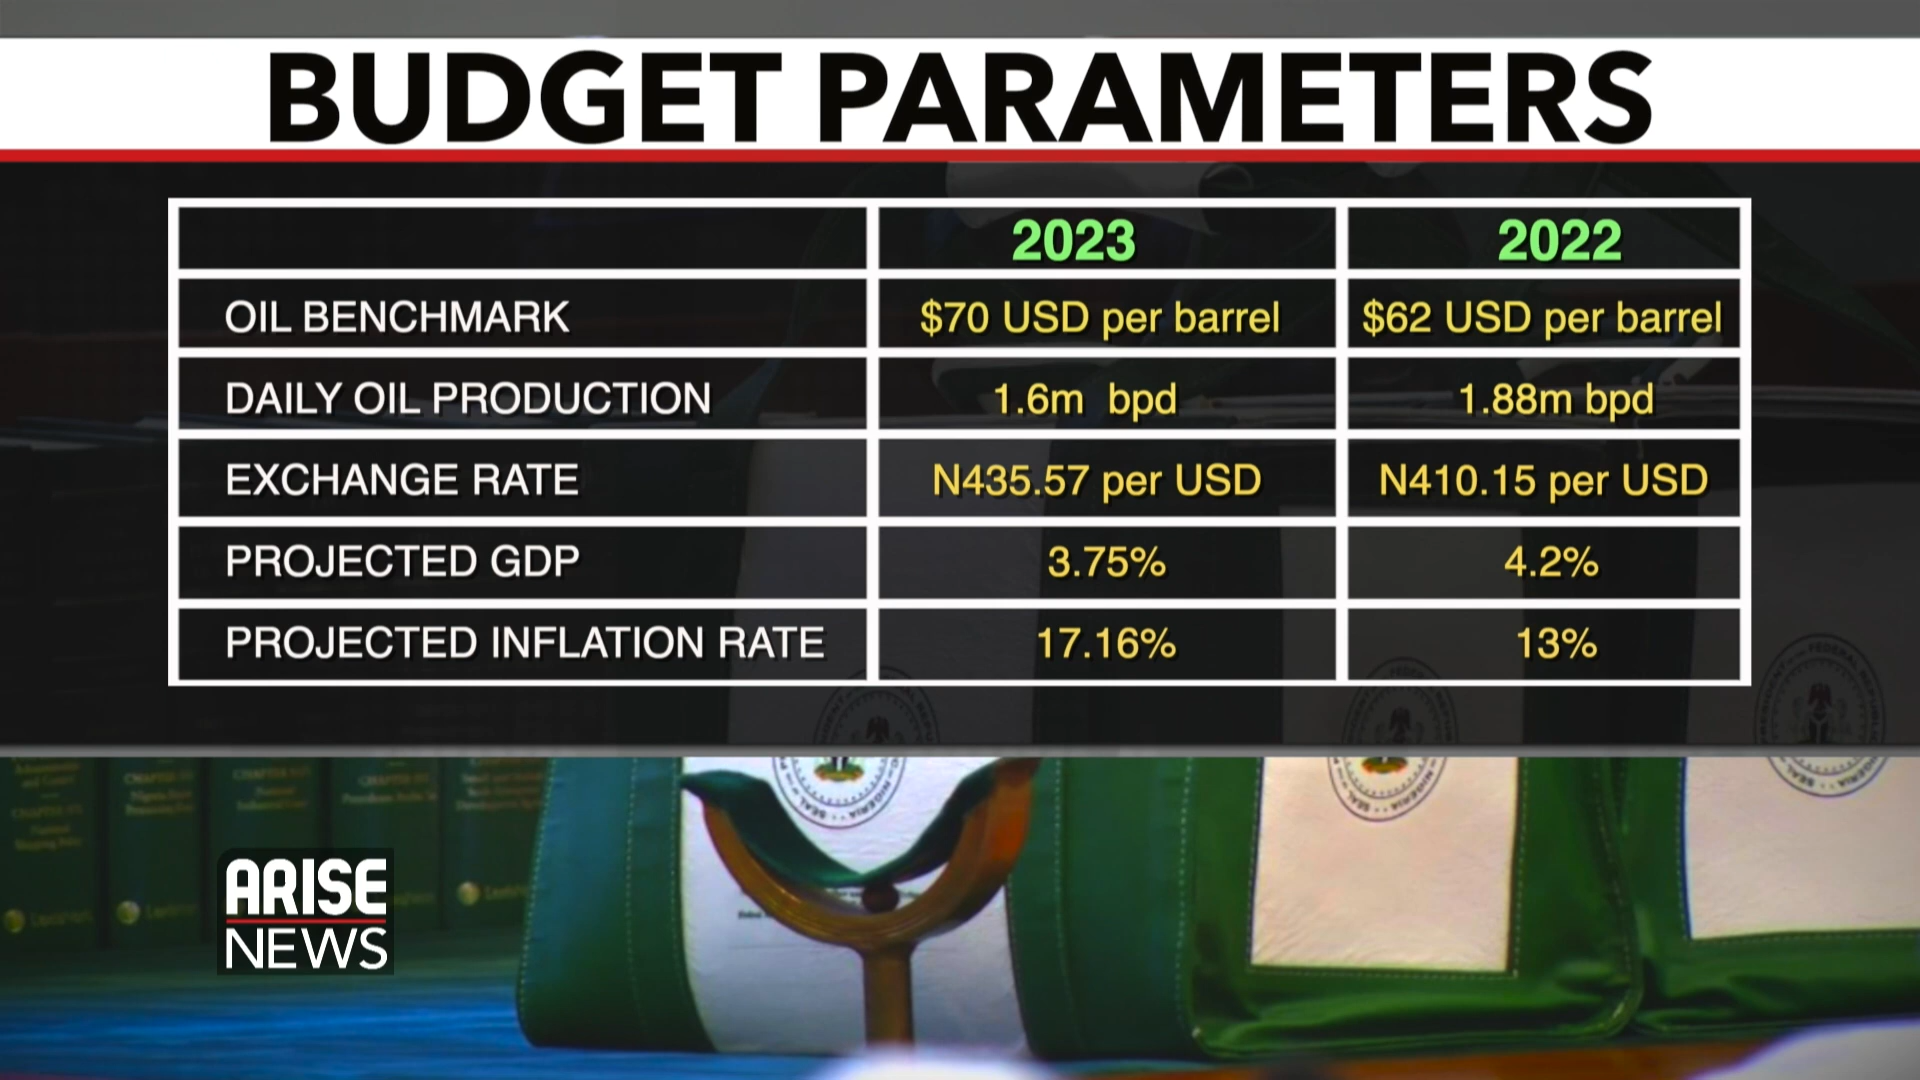 BUDGET PARAMETERS
2023 2022
OIL BENCHMARK $70 USD per barrel $62 USD per barrel
DAILY OIL PRODUCTION 1.6m bpd 1.88m bpd
EXCHANGE RATE N435.57 per USD N410.15 per USD
PROJECTED GDP 3.75% 4.2%
PROJECTED INFLATION RATE 17.16% 13%
ARISE
NEWS